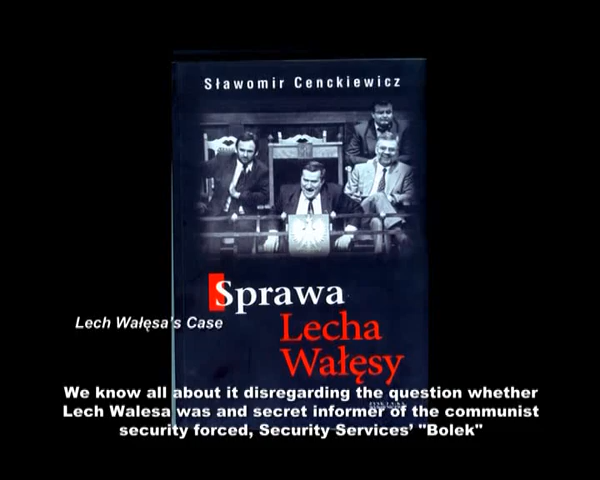 Sławomir Cenckiewicz
Sprawa
Lecha
Wałęsy
Lech Wałęsa's Case
We know all about it disregarding the question whether
Lech Walesa was and secret informer of the communist
security forced, Security Services' "Bolek"